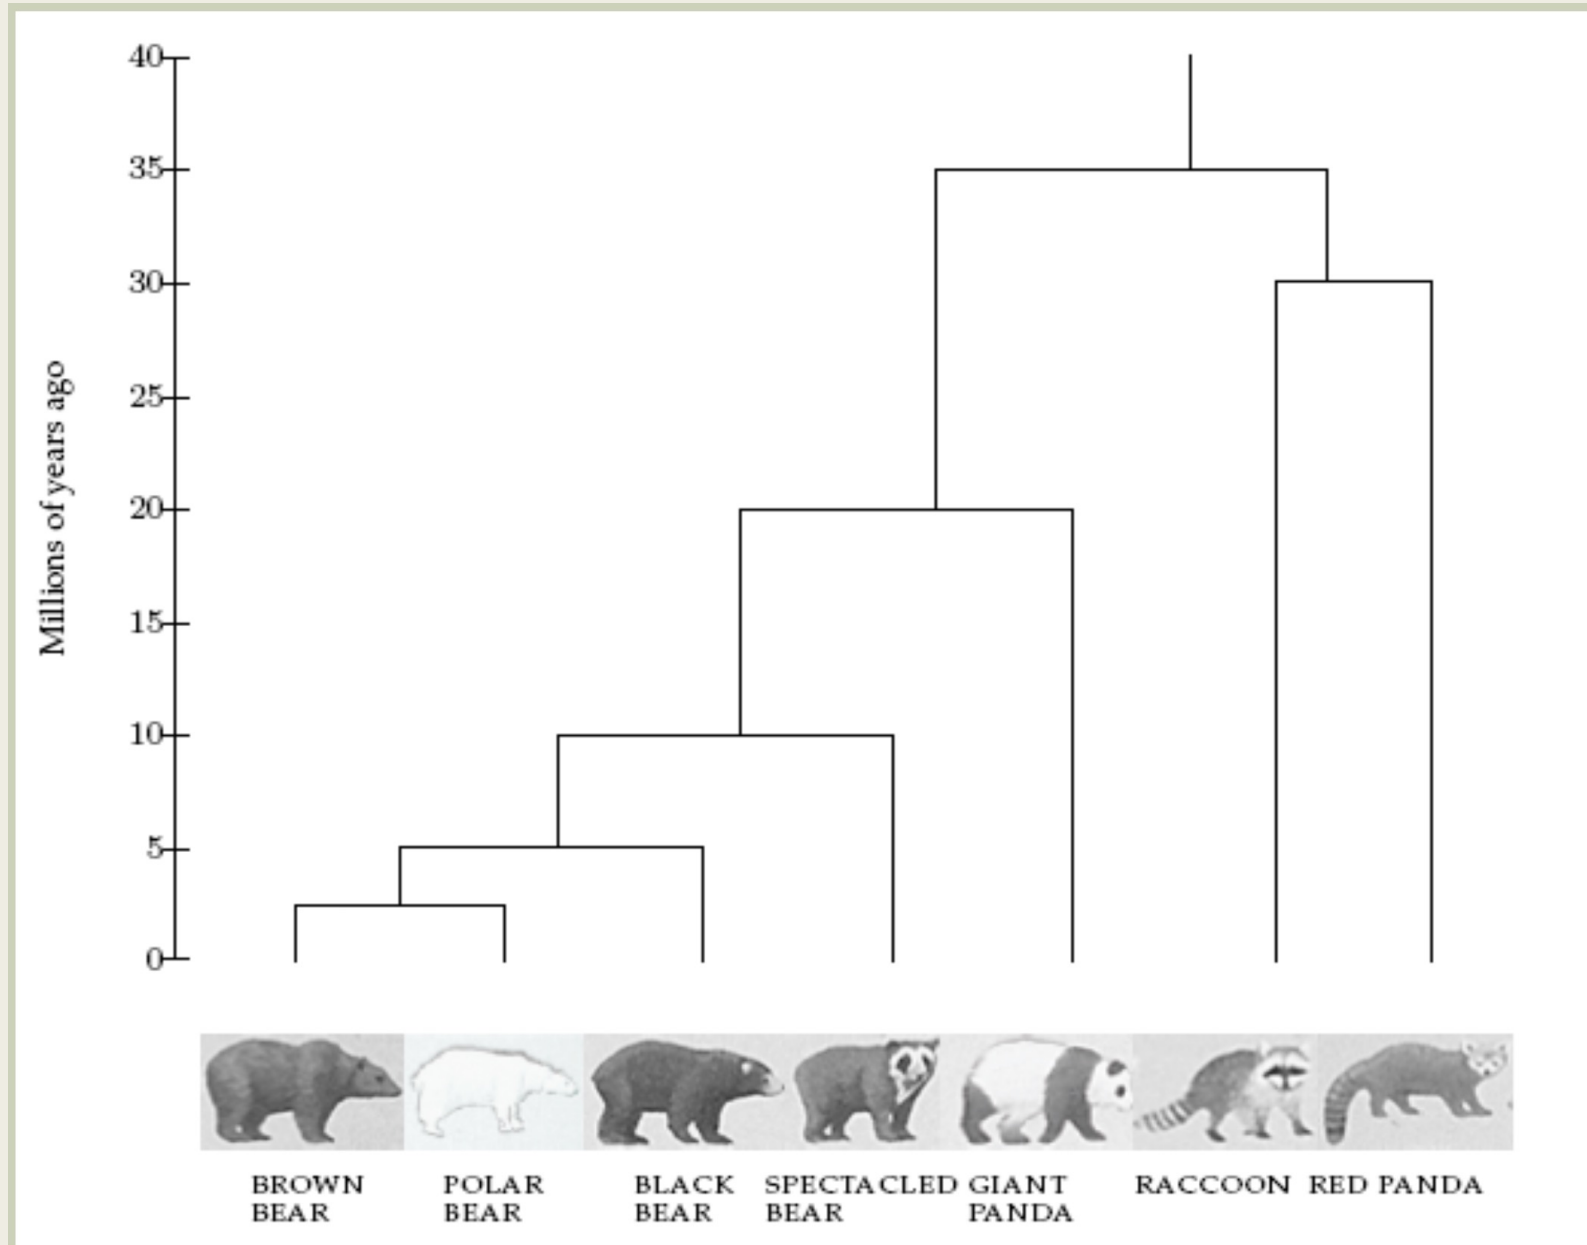 40
35
30
25
20
15
10
5
0
Millions of years ago
BROWN BEAR
POLAR BEAR
BLACK BEAR
SPECTACLED BEAR
GIANT PANDA
RACCOON
RED PANDA